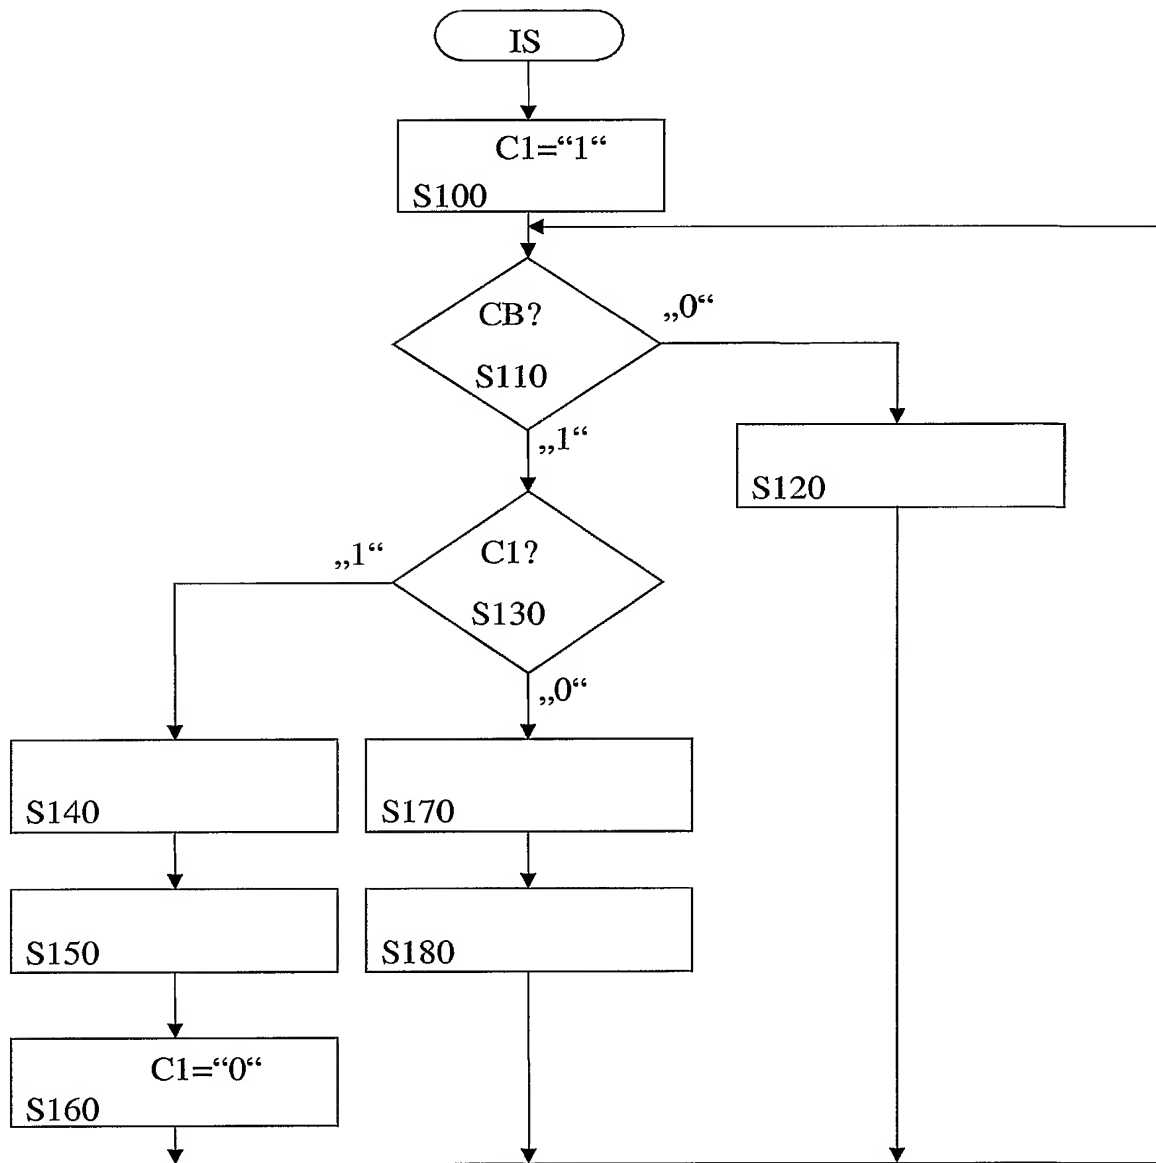 IS
C1=“1“
S100
CB?
„0“
S110
„1“
S120
C1?
„1“
S130
„0“
S140
S170
S150
S180
C1=“0“
S160